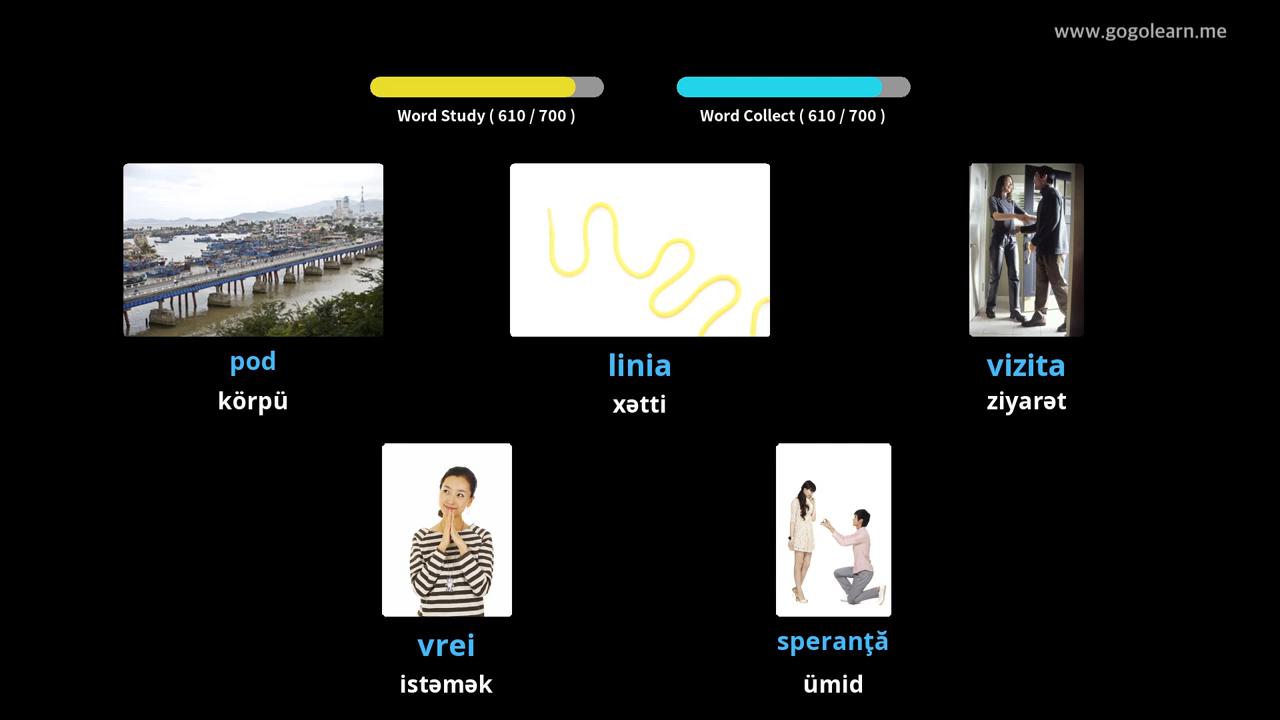 www.gogolearn.me
Word Study ( 610 / 700 )
Word Collect ( 610 / 700 )
pod
körpü
linia
xətti
vizita
ziyarət
vrei
istəmək
speranţă
ümid